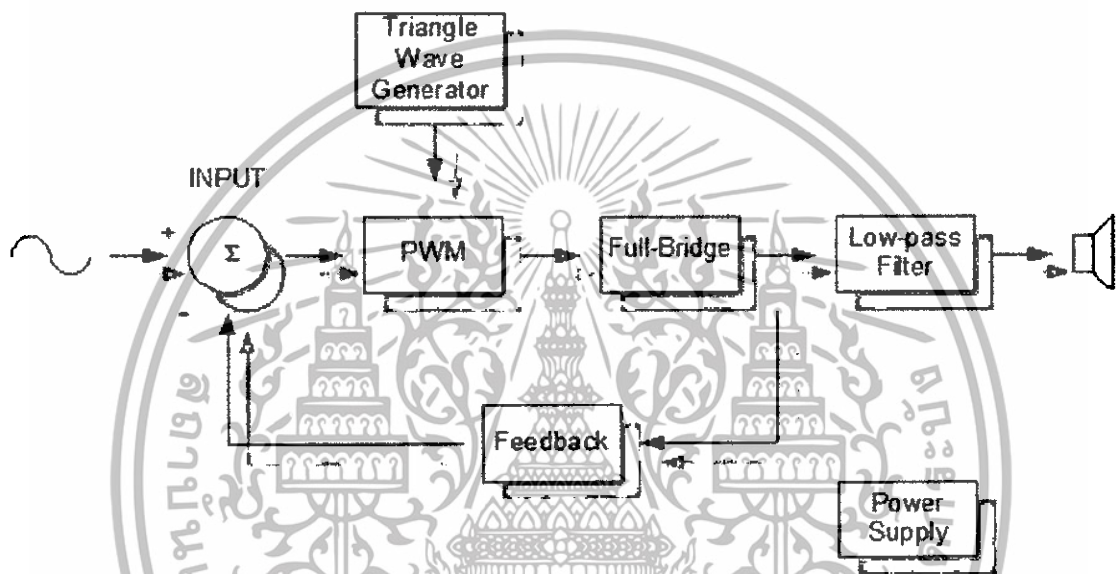 Triangle
Wave
Generator
INPUT
+
Σ
PWM
Full-Bridge
Low-pass
Filter
-
Feedback
Power
Supply